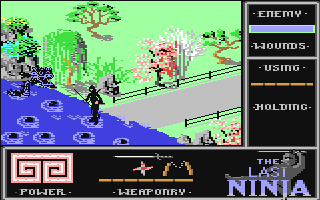 ENEMY
WOUNDS
USING
HOLDING
POWER
WEAPONRY
THE
LAST
NINJA